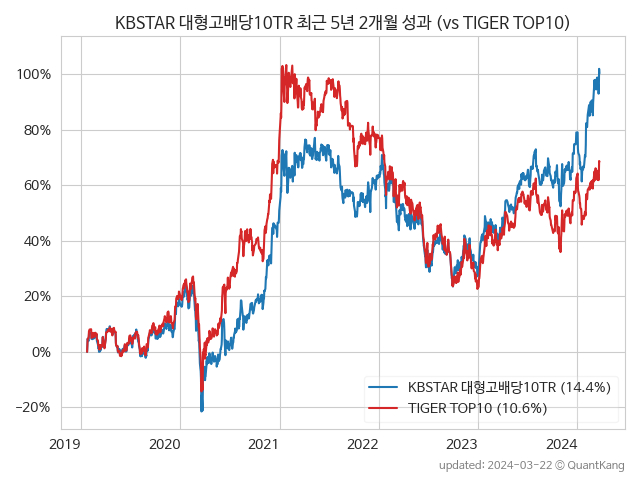 KBSTAR 대형고배당10TR 최근 5년 2개월 성과 (vs TIGER TOP10)
100%
80%
60%
40%
20%
0%
−20%
KBSTAR 대형고배당10TR (14.4%)
TIGER TOP10 (10.6%)
2019 2020 2021 2022 2023 2024
updated: 2024-03-22 ⓒ QuantKang